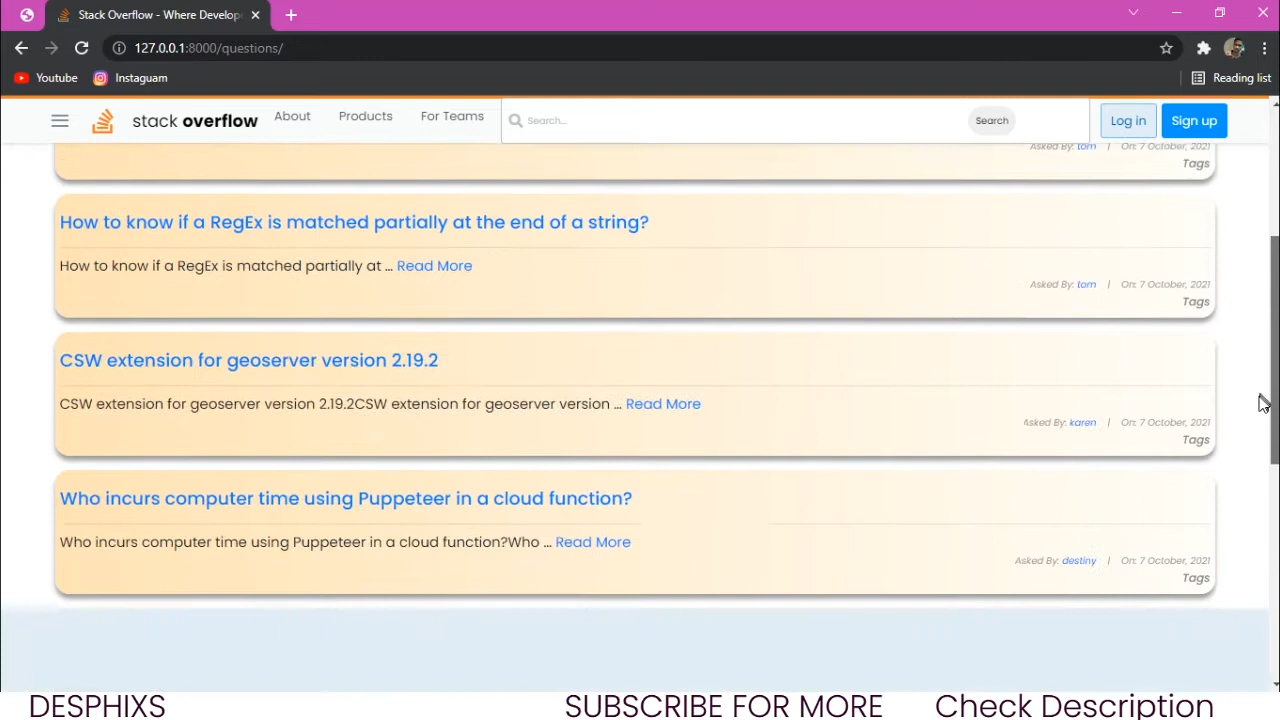 Stack Overflow - Where Develop
127.0.0.1:8000/questions/
Youtube
Instaguam
Reading list
stack overflow
About
Products
For Teams
Search...
Search
Log in
Sign up
Asked By: tom | On: 7 October, 2021
Tags
How to know if a RegEx is matched partially at the end of a string?
How to know if a RegEx is matched partially at ... Read More
Asked By: tom | On: 7 October, 2021
Tags
CSW extension for geoserver version 2.19.2
CSW extension for geoserver version 2.19.2CSW extension for geoserver version ... Read More
Asked By: karen | On: 7 October, 2021
Tags
Who incurs computer time using Puppeteer in a cloud function?
Who incurs computer time using Puppeteer in a cloud function?Who ... Read More
Asked By: destiny | On: 7 October, 2021
Tags
DESPHIXS
SUBSCRIBE FOR MORE
Check Description